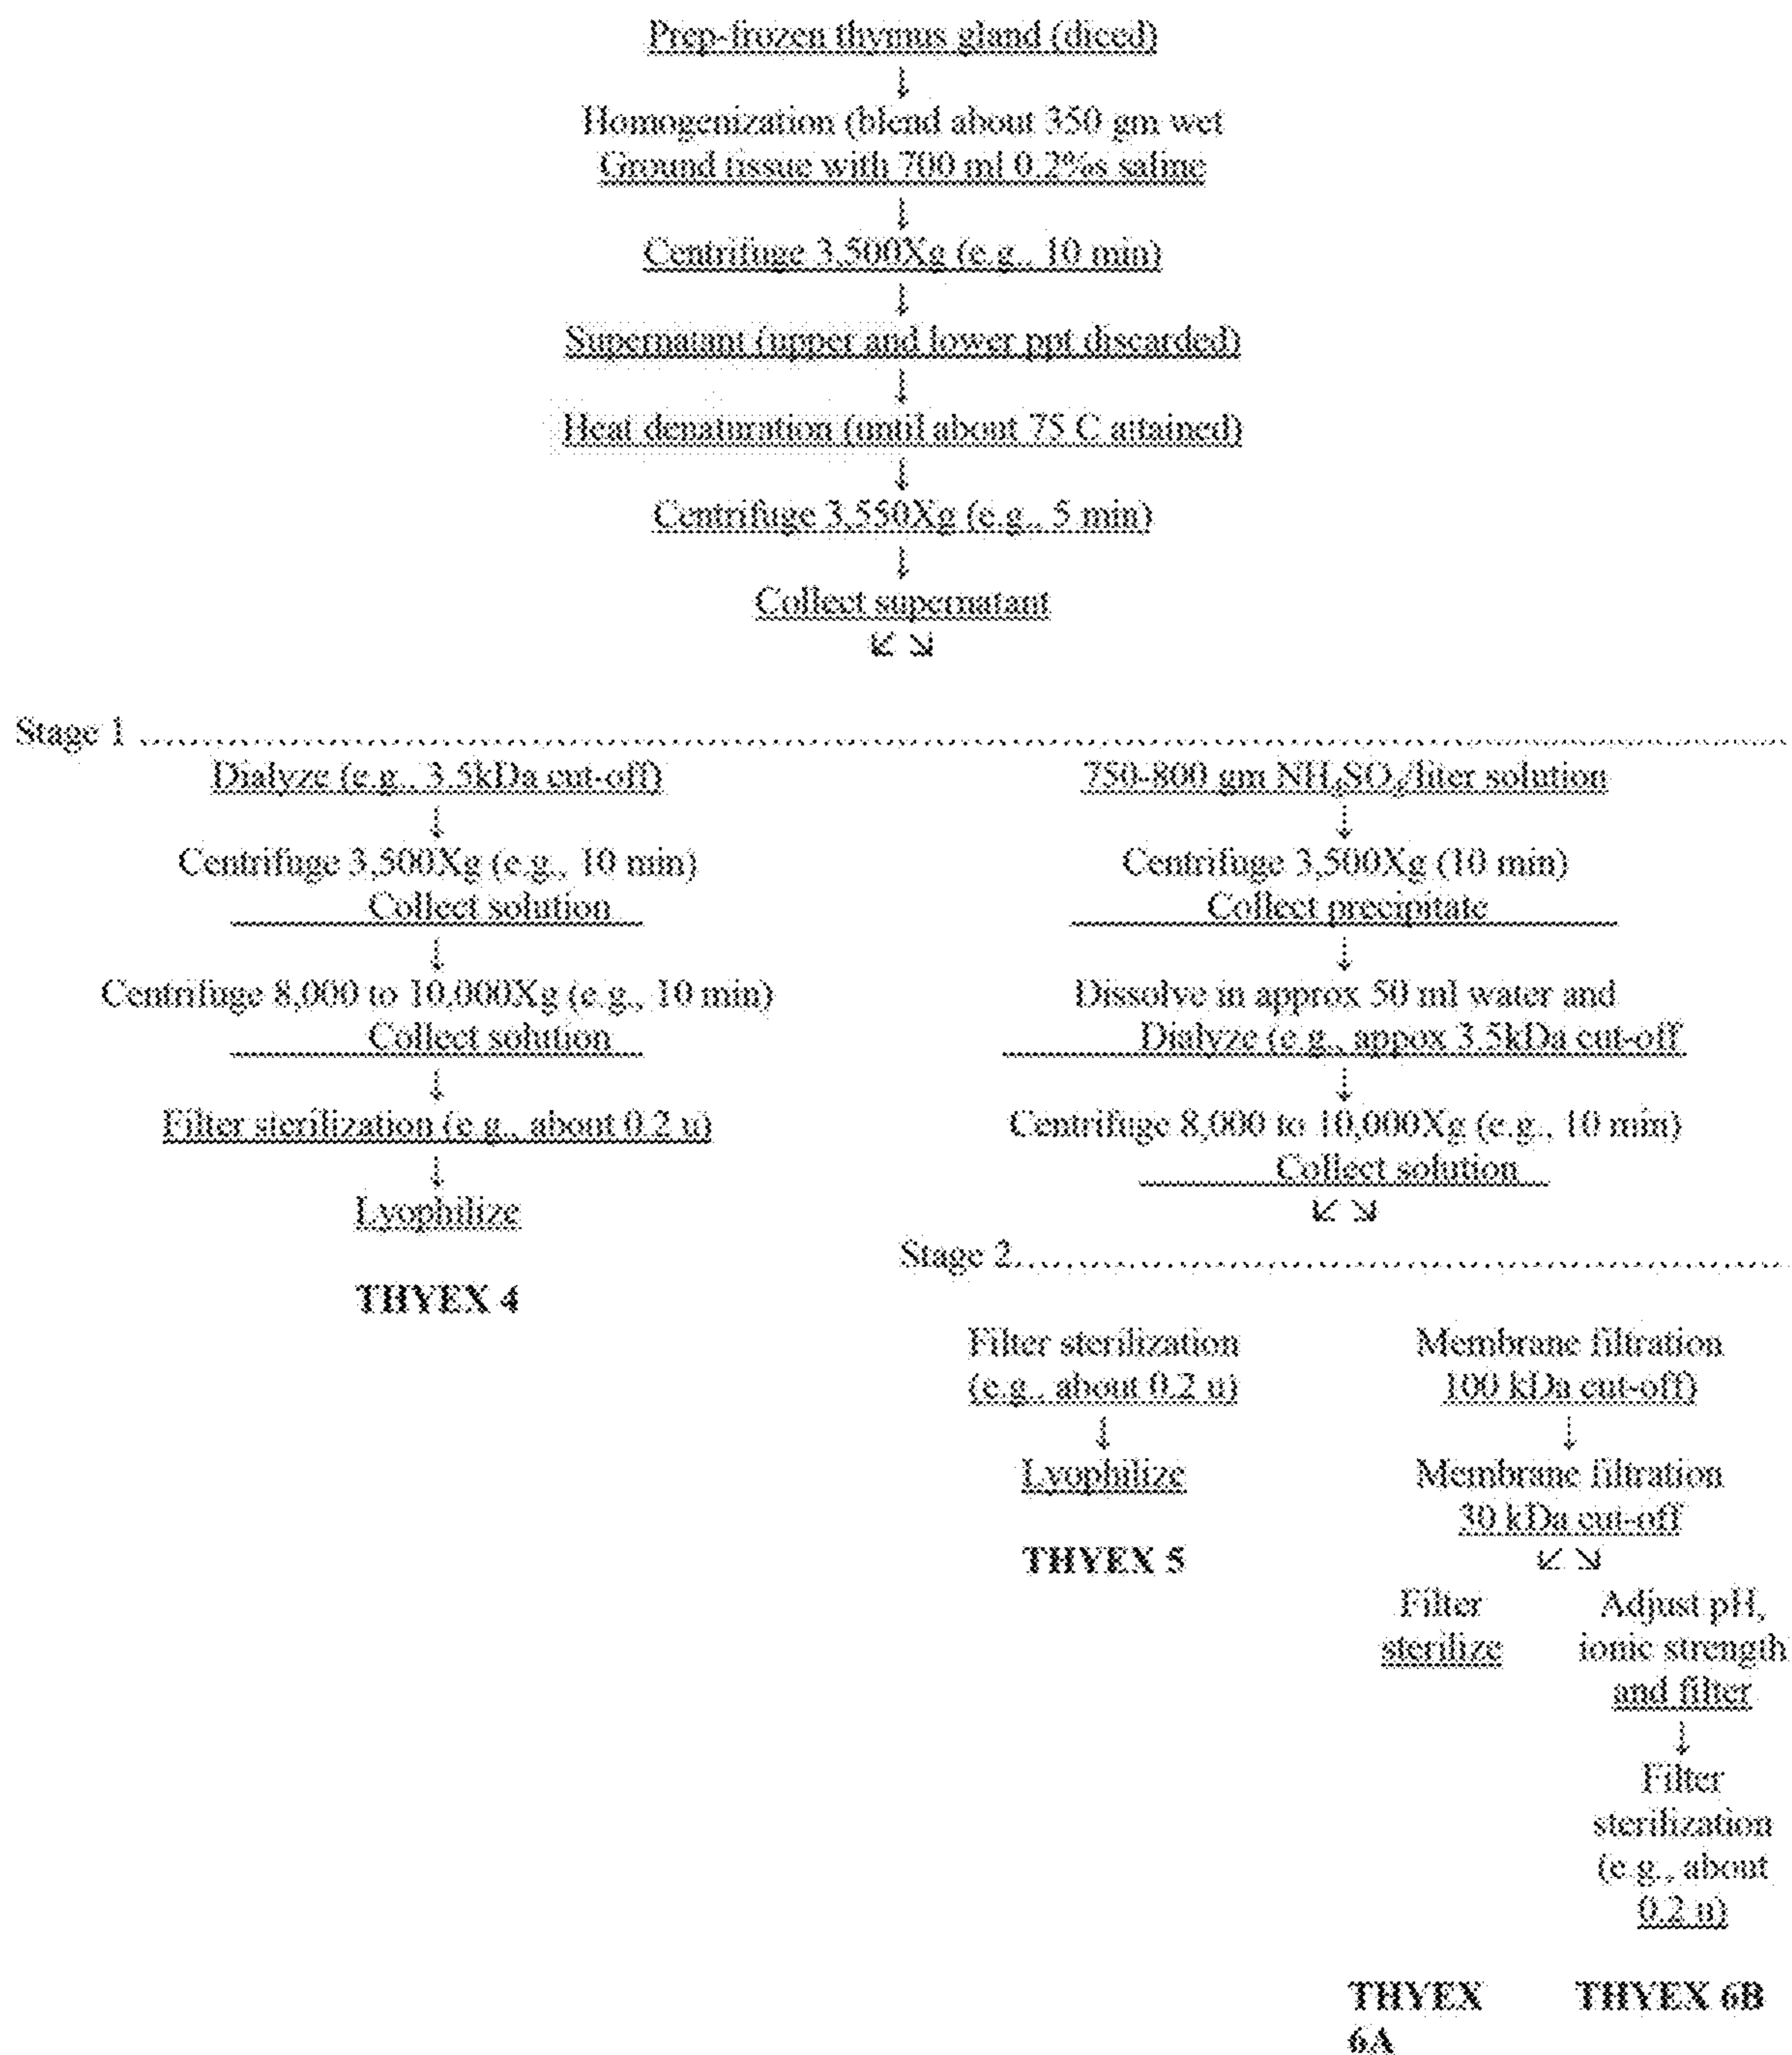 Prep-frozen thymus gland (diced)
↓
Homogenization (blend about 350 gm wet
Ground tissue with 700 ml 0.2%s saline
↓
Centrifuge 3,500Xg (e.g., 10 min)
↓
Supernatant (upper and lower ppt discarded)
↓
Heat denaturation (until about 75 C attained)
↓
Centrifuge 3,550Xg (e.g., 5 min)
↓
Collect supernatant
↙ ↘
Stage 1 ........................................................................
Dialyze (e.g., 3.5kDa cut-off)
↓
Centrifuge 3,500Xg (e.g., 10 min)
Collect solution
↓
Centrifuge 8,000 to 10,000Xg (e.g., 10 min)
Collect solution
↓
Filter sterilization (e.g., about 0.2 u)
↓
Lyophilize
THYEX 4
750-800 gm NH₄SO₄/liter solution
↓
Centrifuge 3,500Xg (10 min)
Collect precipitate
↓
Dissolve in approx 50 ml water and
Dialyze (e.g., appox 3.5kDa cut-off
↓
Centrifuge 8,000 to 10,000Xg (e.g., 10 min)
Collect solution
↙ ↘
Stage 2........................................................
Filter sterilization
(e.g., about 0.2 u)
↓
Lyophilize
THYEX 5
Membrane filtration
100 kDa cut-off)
↓
Membrane filtration
30 kDa cut-off
↙ ↘
Filter
sterilize
THYEX
6A
Adjust pH,
ionic strength
and filter
↓
Filter
sterilization
(e.g., about
0.2 u)
THYEX 6B